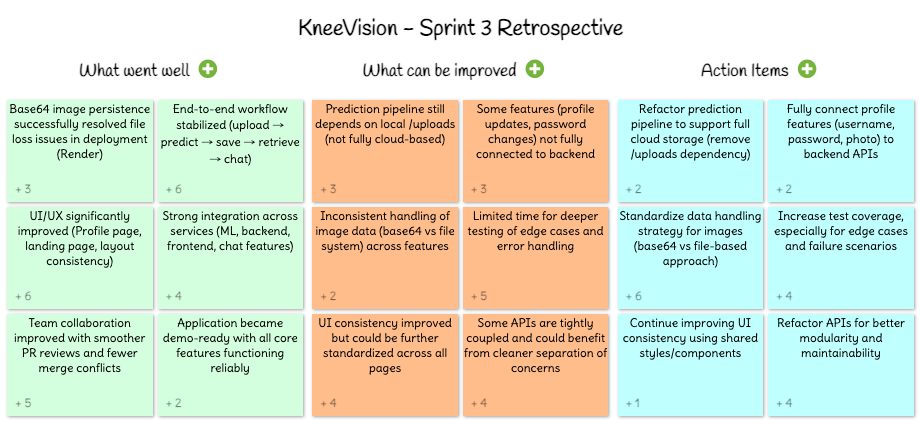 KneeVision - Sprint 3 Retrospective
What went well
Base64 image persistence
successfully resolved file
loss issues in deployment
(Render)
+ 3
End-to-end workflow
stabilized (upload →
predict → save → retrieve
→ chat)
+ 6
UI/UX significantly
improved (Profile page,
landing page, layout
consistency)
+ 6
Strong integration across
services (ML, backend,
frontend, chat features)
+ 4
Team collaboration
improved with smoother
PR reviews and fewer
merge conflicts
+ 5
Application became
demo-ready with all core
features functioning
reliably
+ 2
What can be improved
Prediction pipeline still
depends on local /uploads
(not fully cloud-based)
+ 3
Some features (profile
updates, password
changes) not fully
connected to backend
+ 3
Inconsistent handling of
image data (base64 vs file
system) across features
+ 2
Limited time for deeper
testing of edge cases and
error handling
+ 5
UI consistency improved
but could be further
standardized across all
pages
+ 4
Some APIs are tightly
coupled and could benefit
from cleaner separation of
concerns
+ 4
Action Items
Refactor prediction
pipeline to support full
cloud storage (remove
/uploads dependency)
+ 2
Fully connect profile
features (username,
password, photo) to
backend APIs
+ 2
Standardize data handling
strategy for images
(base64 vs file-based
approach)
+ 6
Increase test coverage,
especially for edge cases
and failure scenarios
+ 4
Continue improving UI
consistency using shared
styles/components
+ 1
Refactor APIs for better
modularity and
maintainability
+ 4